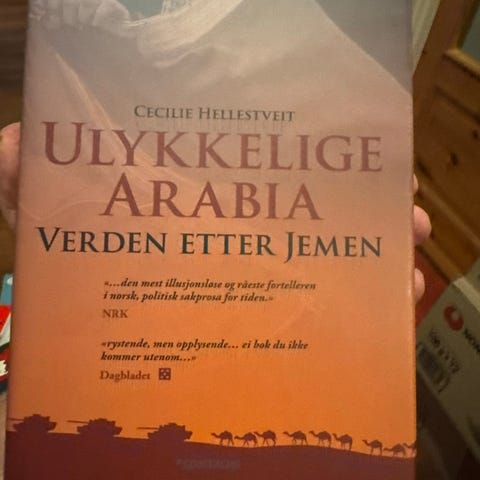 CECILIE HELLESTVEIT
ULYKKELIGE
ARABIA
VERDEN ETTER JEMEN
«...den mest illusjonsløse og råeste fortelleren
i norsk, politisk sakprosa for tiden.»
NRK
«rystende, men opplysende... ei bok du ikke
kommer utenom...»
Dagbladet